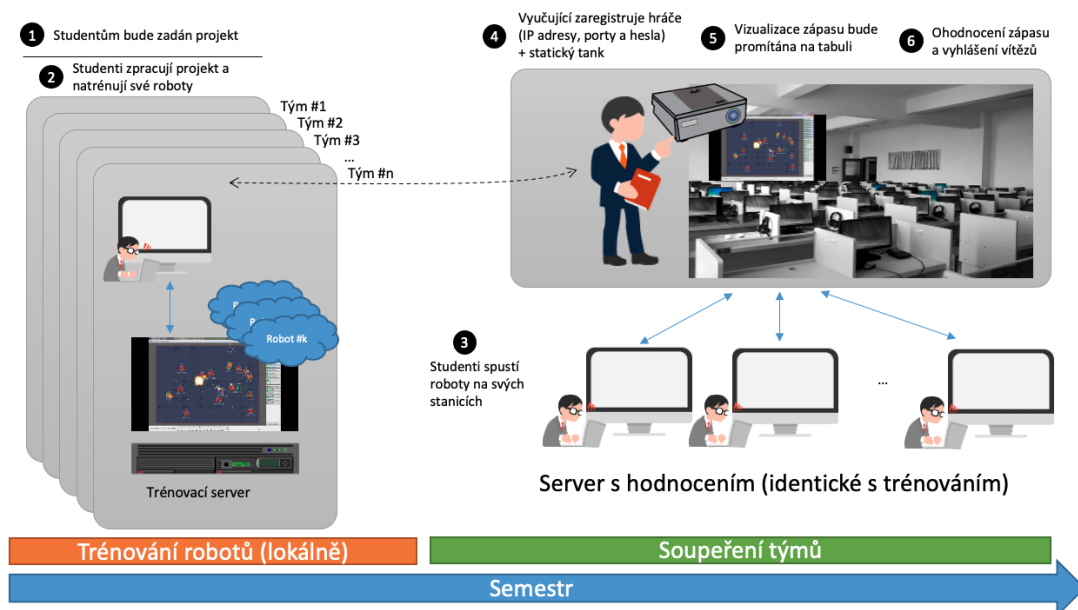 1 Studentům bude zadán projekt
2 Studenti zpracují projekt a
natrénují své roboty
Tým #1
Tým #2
Tým #3
...
Tým #n
Robot #k
Trénovací server
4 Vyučující zaregistruje hráče
(IP adresy, porty a hesla)
+ statický tank
5 Vizualizace zápasu bude
promítána na tabuli
6 Ohodnocení zápasu
a vyhlášení vítězů
3
Studenti spustí
roboty na svých
stanicích
...
Server s hodnocením (identické s trénováním)
Trénování robotů (lokálně)
Soupeření týmů
Semestr